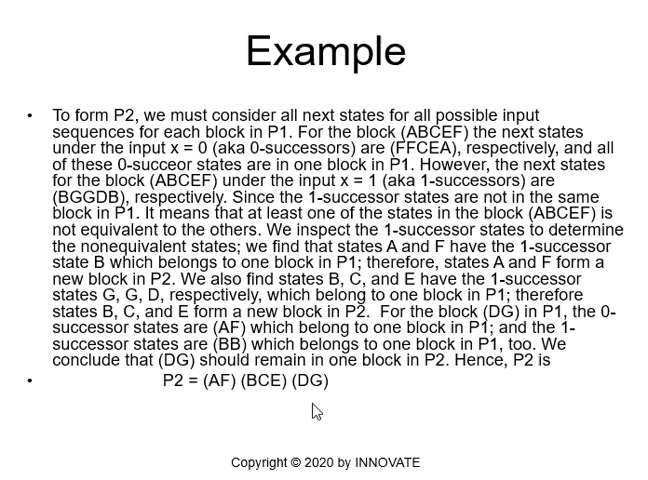 Example
• To form P2, we must consider all next states for all possible input
sequences for each block in P1. For the block (ABCEF) the next states
under the input x = 0 (aka 0-successors) are (FFCEA), respectively, and all
of these 0-succeor states are in one block in P1. However, the next states
for the block (ABCEF) under the input x = 1 (aka 1-successors) are
(BGGDB), respectively. Since the 1-successor states are not in the same
block in P1. It means that at least one of the states in the block (ABCEF) is
not equivalent to the others. We inspect the 1-successor states to determine
the nonequivalent states; we find that states A and F have the 1-successor
state B which belongs to one block in P1; therefore, states A and F form a
new block in P2. We also find states B, C, and E have the 1-successor
states G, G, D, respectively, which belong to one block in P1; therefore
states B, C, and E form a new block in P2. For the block (DG) in P1, the 0-
successor states are (AF) which belong to one block in P1; and the 1-
successor states are (BB) which belongs to one block in P1, too. We
conclude that (DG) should remain in one block in P2. Hence, P2 is
• P2 = (AF) (BCE) (DG)
Copyright © 2020 by INNOVATE